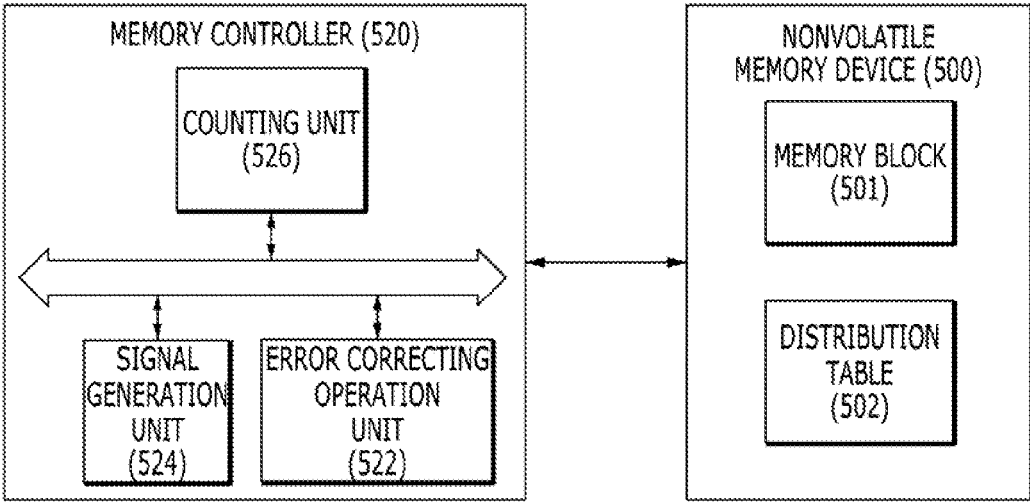 MEMORY CONTROLLER (520)
COUNTING UNIT
(526)
SIGNAL
GENERATION
UNIT
(524)
ERROR CORRECTING
OPERATION
UNIT
(522)
NONVOLATILE
MEMORY DEVICE (500)
MEMORY BLOCK
(501)
DISTRIBUTION
TABLE
(502)